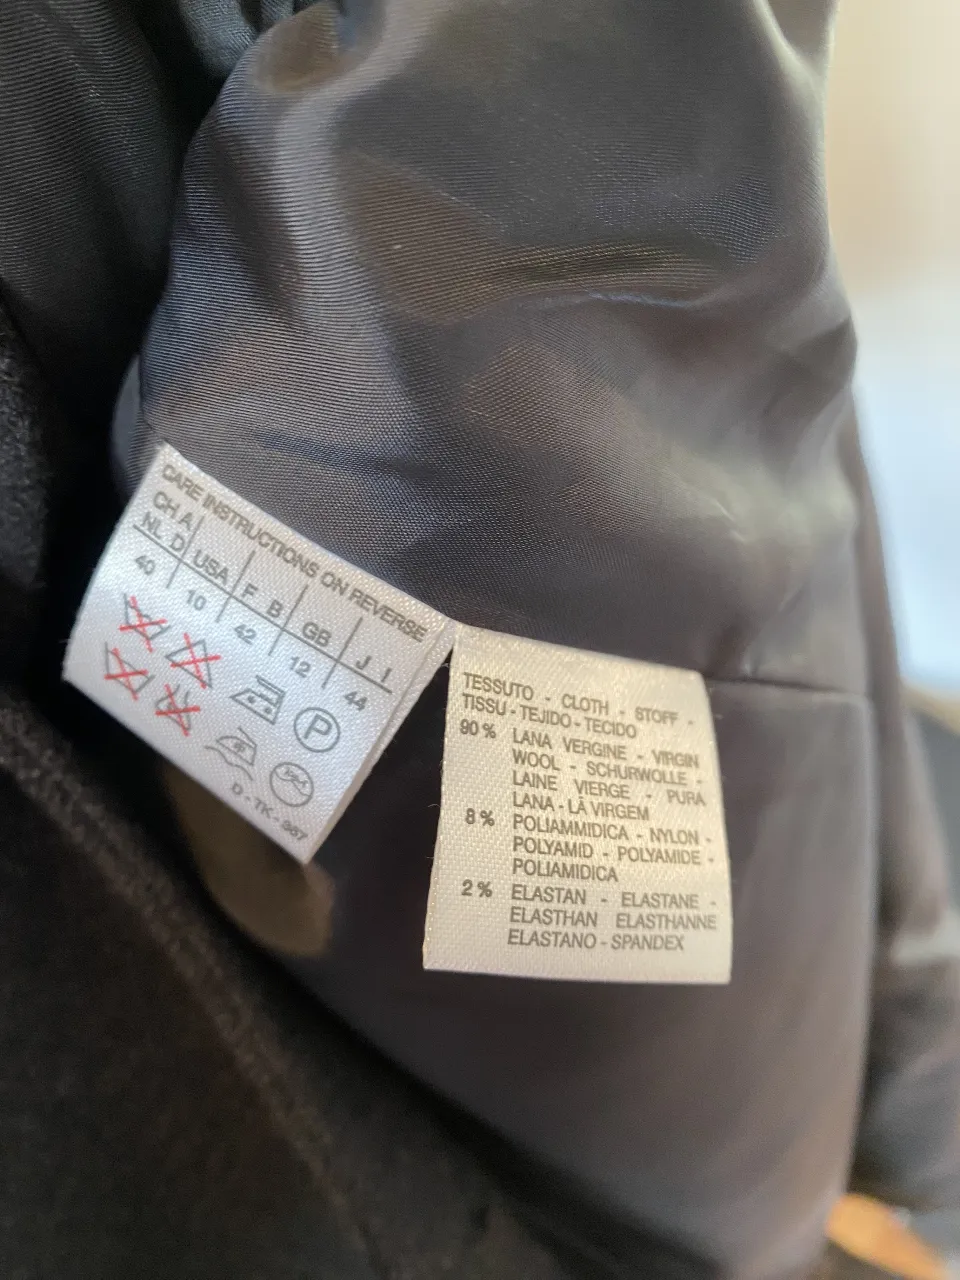 CARE INSTRUCTIONS ON REVERSE
CH A
NL D USA F B GB J I
40 10 42 12 44
P
D - TK - 967
TESSUTO - CLOTH - STOFF -
TISSU - TEJIDO - TECIDO
90 % LANA VERGINE - VIRGIN
WOOL - SCHURWOLLE -
LAINE VIERGE - PURA
LANA - LÃ VIRGEM
8 % POLIAMMIDICA - NYLON -
POLYAMID - POLYAMIDE -
POLIAMIDICA
2 % ELASTAN - ELASTANE -
ELASTHAN ELASTHANNE
ELASTANO - SPANDEX